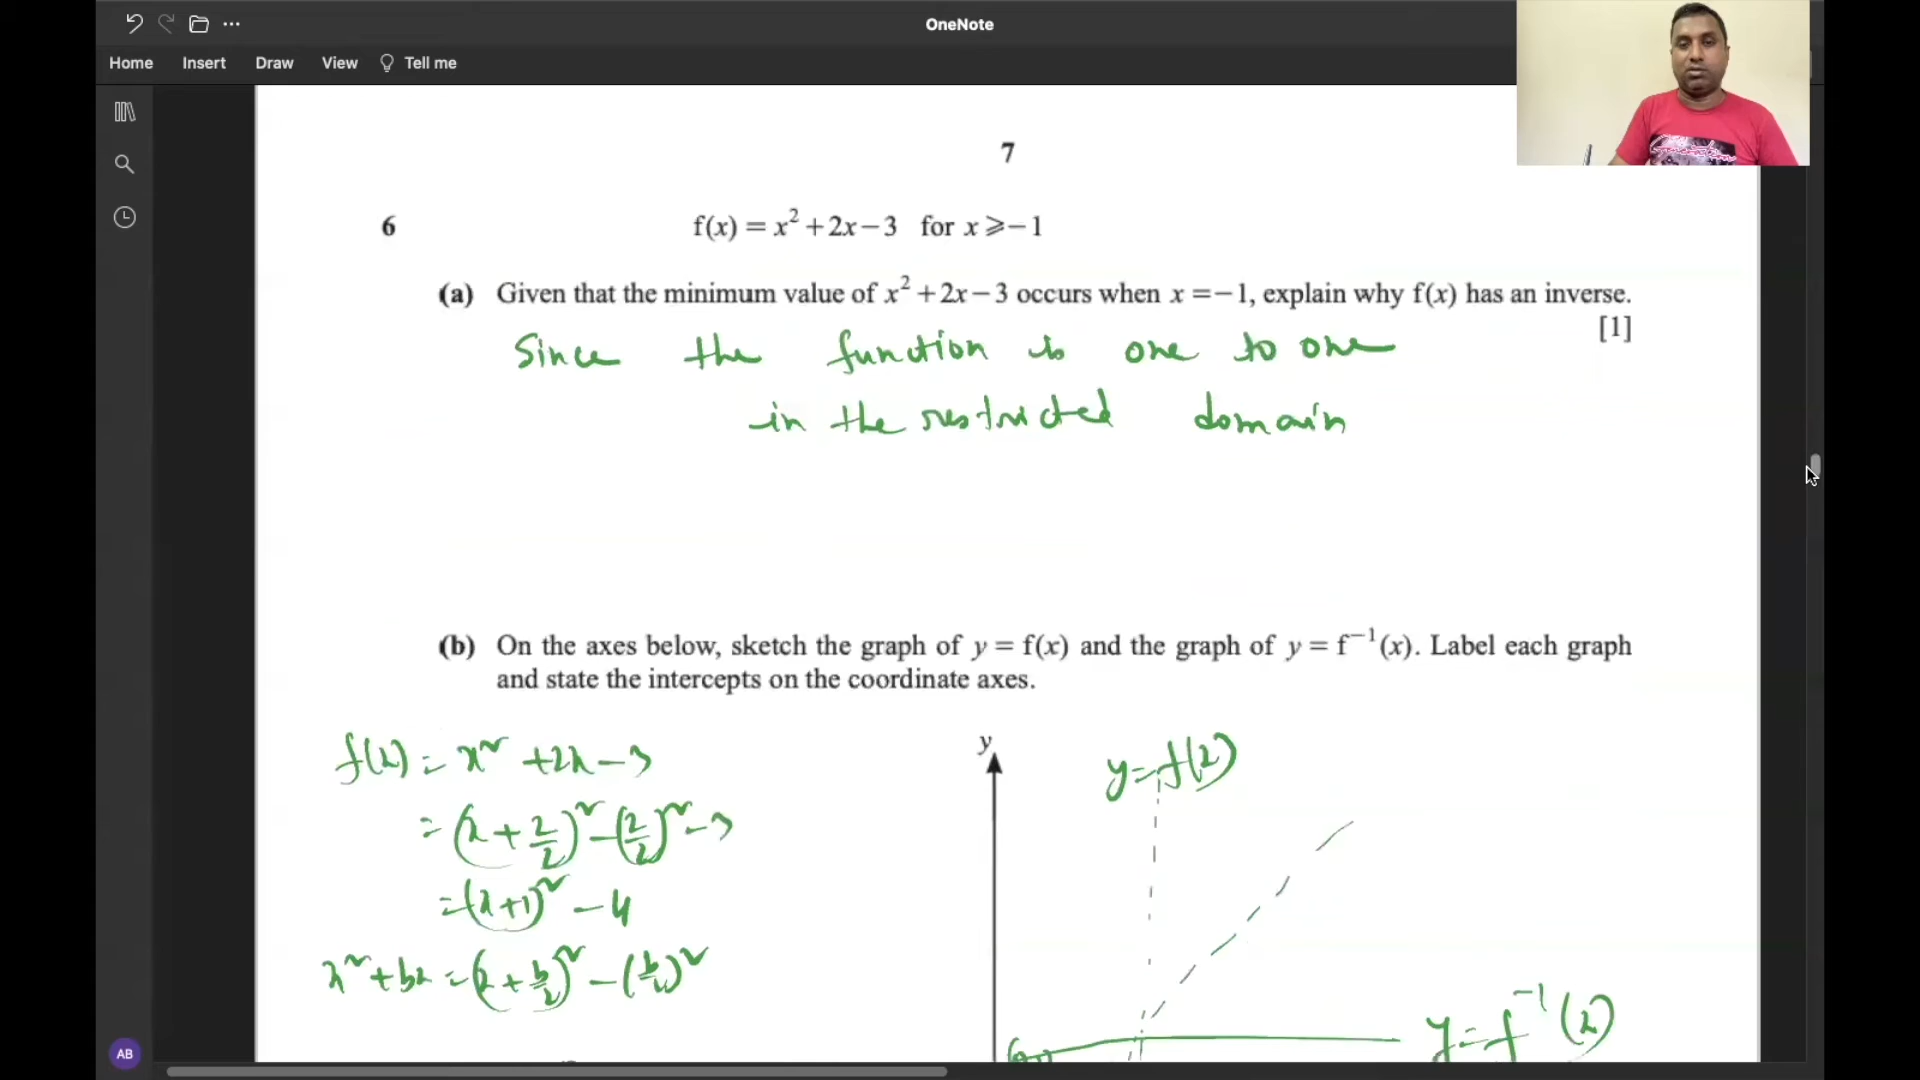 OneNote
Home Insert Draw View Tell me
7
6 f(x) = x² + 2x − 3 for x ⩾ −1
(a) Given that the minimum value of x² + 2x − 3 occurs when x = −1, explain why f(x) has an inverse.
[1]
Since the function is one to one
in the restricted domain
(b) On the axes below, sketch the graph of y = f(x) and the graph of y = f⁻¹(x). Label each graph
and state the intercepts on the coordinate axes.
y
y = f(x)
f(x) = x² + 2x − 3
= (x + 2/2)² − (2/2)² − 3
= (x + 1)² − 4
x² + bx = (x + b/2)² − (b/2)²
y = f⁻¹(x)
AB